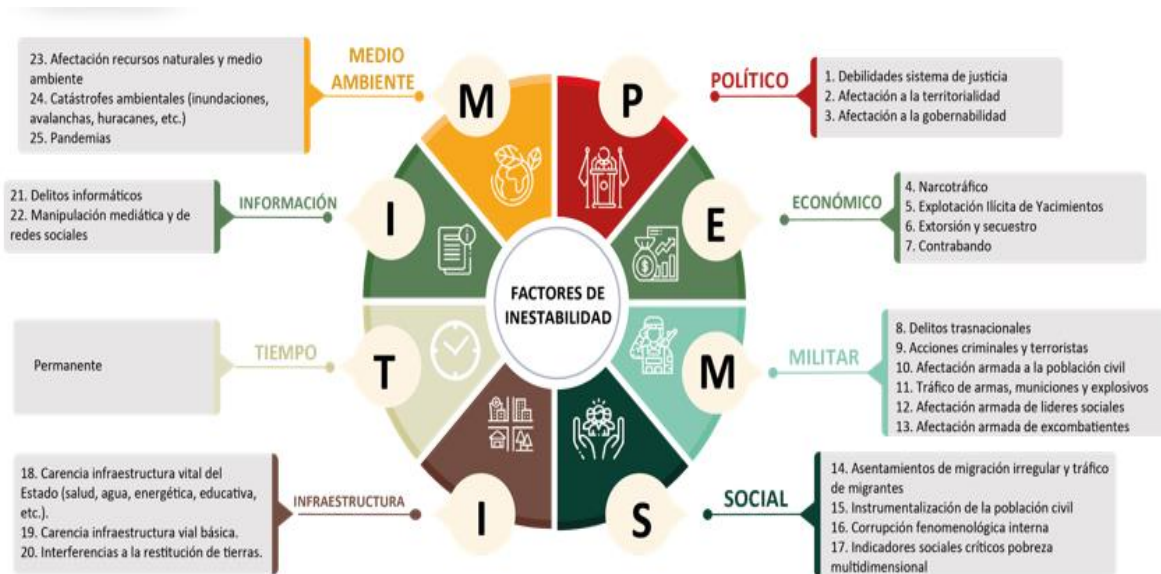 FACTORES DE
INESTABILIDAD
P
POLÍTICO
1. Debilidades sistema de justicia
2. Afectación a la territorialidad
3. Afectación a la gobernabilidad
E
ECONÓMICO
4. Narcotráfico
5. Explotación Ilicita de Yacimientos
6. Extorsión y secuestro
7. Contrabando
M
MILITAR
8. Delitos trasnacionales
9. Acciones criminales y terroristas
10. Afectación armada a la población civil
11. Tráfico de armas, municiones y explosivos
12. Afectación armada de lideres sociales
13. Afectación armada de excombatientes
S
SOCIAL
14. Asentamientos de migración irregular y tráfico
de migrantes
15. Instrumentalización de la población civil
16. Corrupción fenomenológica interna
17. Indicadores sociales críticos pobreza
multidimensional
I
INFRAESTRUCTURA
18. Carencia infraestructura vital del
Estado (salud, agua, energética, educativa,
etc.).
19. Carencia infraestructura vial básica.
20. Interferencias a la restitución de tierras.
T
TIEMPO
Permanente
I
INFORMACIÓN
21. Delitos informáticos
22. Manipulación mediática y de
redes sociales
M
MEDIO
AMBIENTE
23. Afectación recursos naturales y medio
ambiente
24. Catástrofes ambientales (inundaciones,
avalanchas, huracanes, etc.)
25. Pandemias